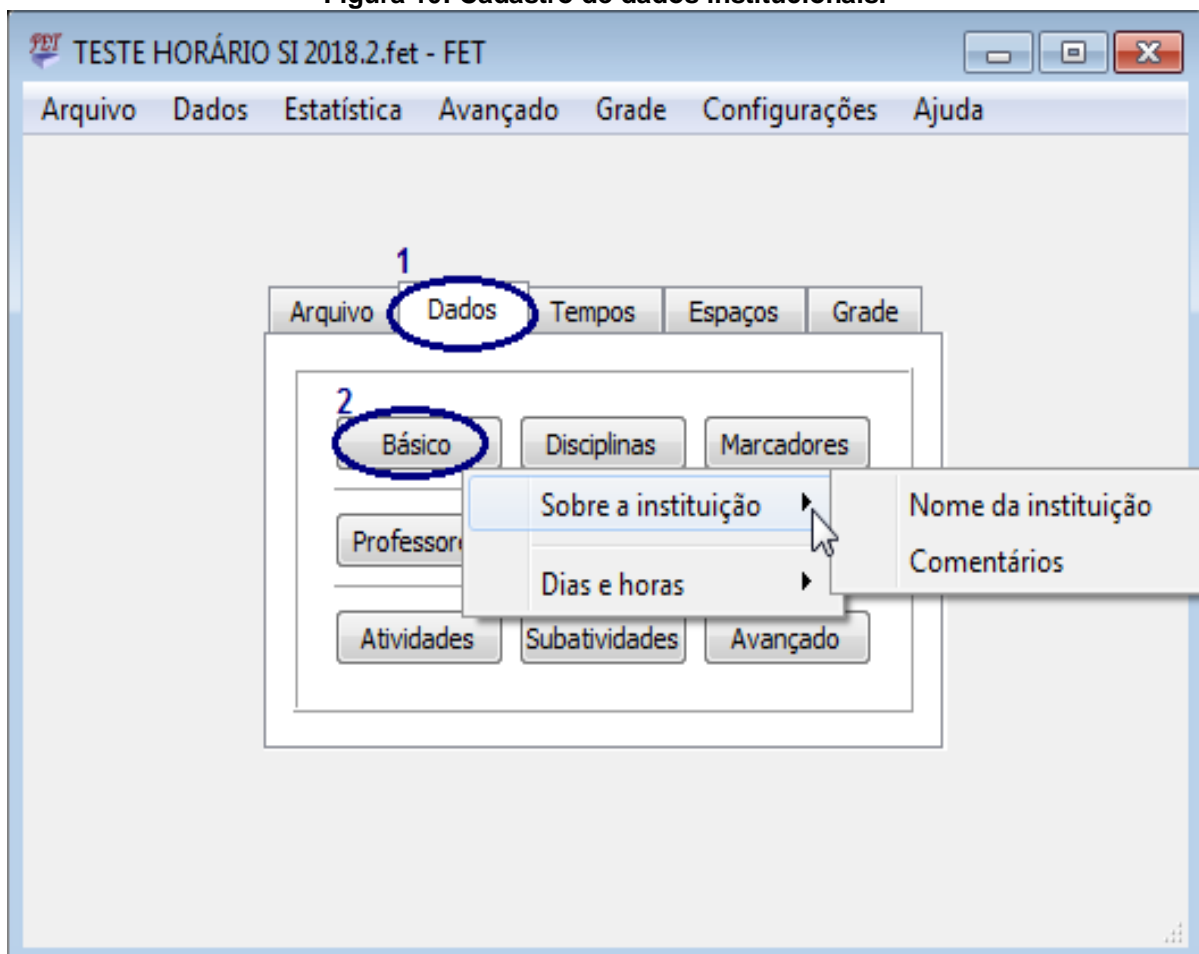 TESTE HORÁRIO SI 2018.2.fet - FET
Arquivo Dados Estatística Avançado Grade Configurações Ajuda
1
Arquivo Dados Tempos Espaços Grade
2
Básico Disciplinas Marcadores
Sobre a instituição Nome da instituição
Comentários
Dias e horas
Atividades Subatividades Avançado